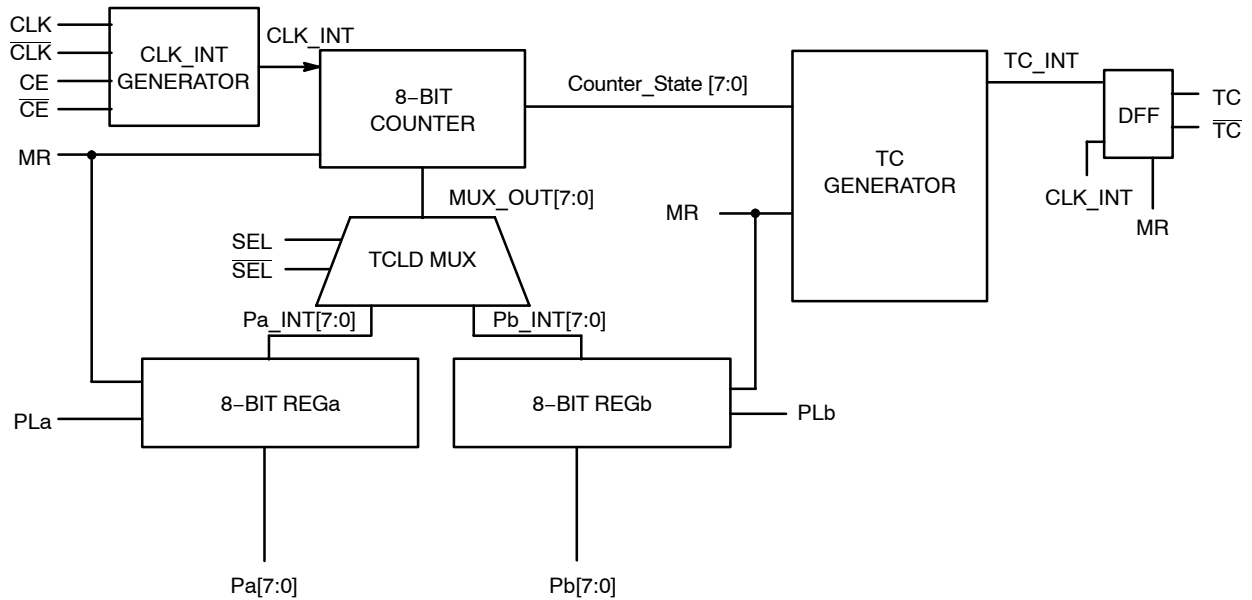 CLK
CLK
CE
CE
CLK_INT
GENERATOR
CLK_INT
8−BIT
COUNTER
Counter_State [7:0]
TC
GENERATOR
TC_INT
DFF
TC
TC
CLK_INT
MR
MR
MUX_OUT[7:0]
MR
SEL
SEL
TCLD MUX
Pa_INT[7:0]
Pb_INT[7:0]
8−BIT REGa
8−BIT REGb
PLa
PLb
Pa[7:0]
Pb[7:0]